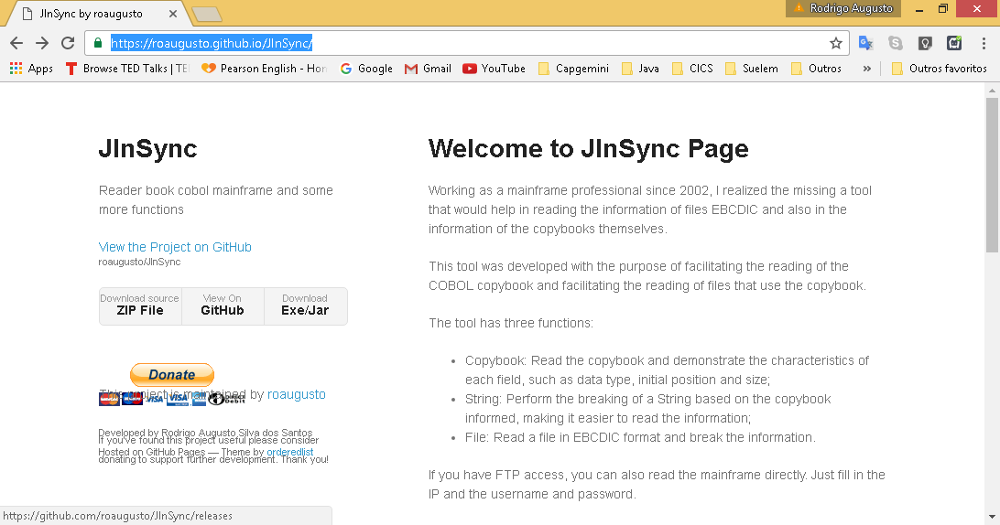 JInSync by roaugusto
Rodrigo Augusto
https://roaugusto.github.io/JInSync/
Apps Browse TED Talks | TE Pearson English - Hor Google Gmail YouTube Capgemini Java CICS Suelem Outros » Outros favoritos
JInSync
Reader book cobol mainframe and some
more functions
View the Project on GitHub
roaugusto/JInSync
Download source
ZIP File
View On
GitHub
Download
Exe/Jar
Donate
This project is maintained by roaugusto
VISA VISA
Direct Debit
Developed by Rodrigo Augusto Silva dos Santos
If you've found this project useful please consider
Hosted on GitHub Pages — Theme by orderedlist
donating to support further development. Thank you!
Welcome to JInSync Page
Working as a mainframe professional since 2002, I realized the missing a tool
that would help in reading the information of files EBCDIC and also in the
information of the copybooks themselves.
This tool was developed with the purpose of facilitating the reading of the
COBOL copybook and facilitating the reading of files that use the copybook.
The tool has three functions:
• Copybook: Read the copybook and demonstrate the characteristics of
each field, such as data type, initial position and size;
• String: Perform the breaking of a String based on the copybook
informed, making it easier to read the information;
• File: Read a file in EBCDIC format and break the information.
If you have FTP access, you can also read the mainframe directly. Just fill in the
IP and the username and password.
https://github.com/roaugusto/JInSync/releases